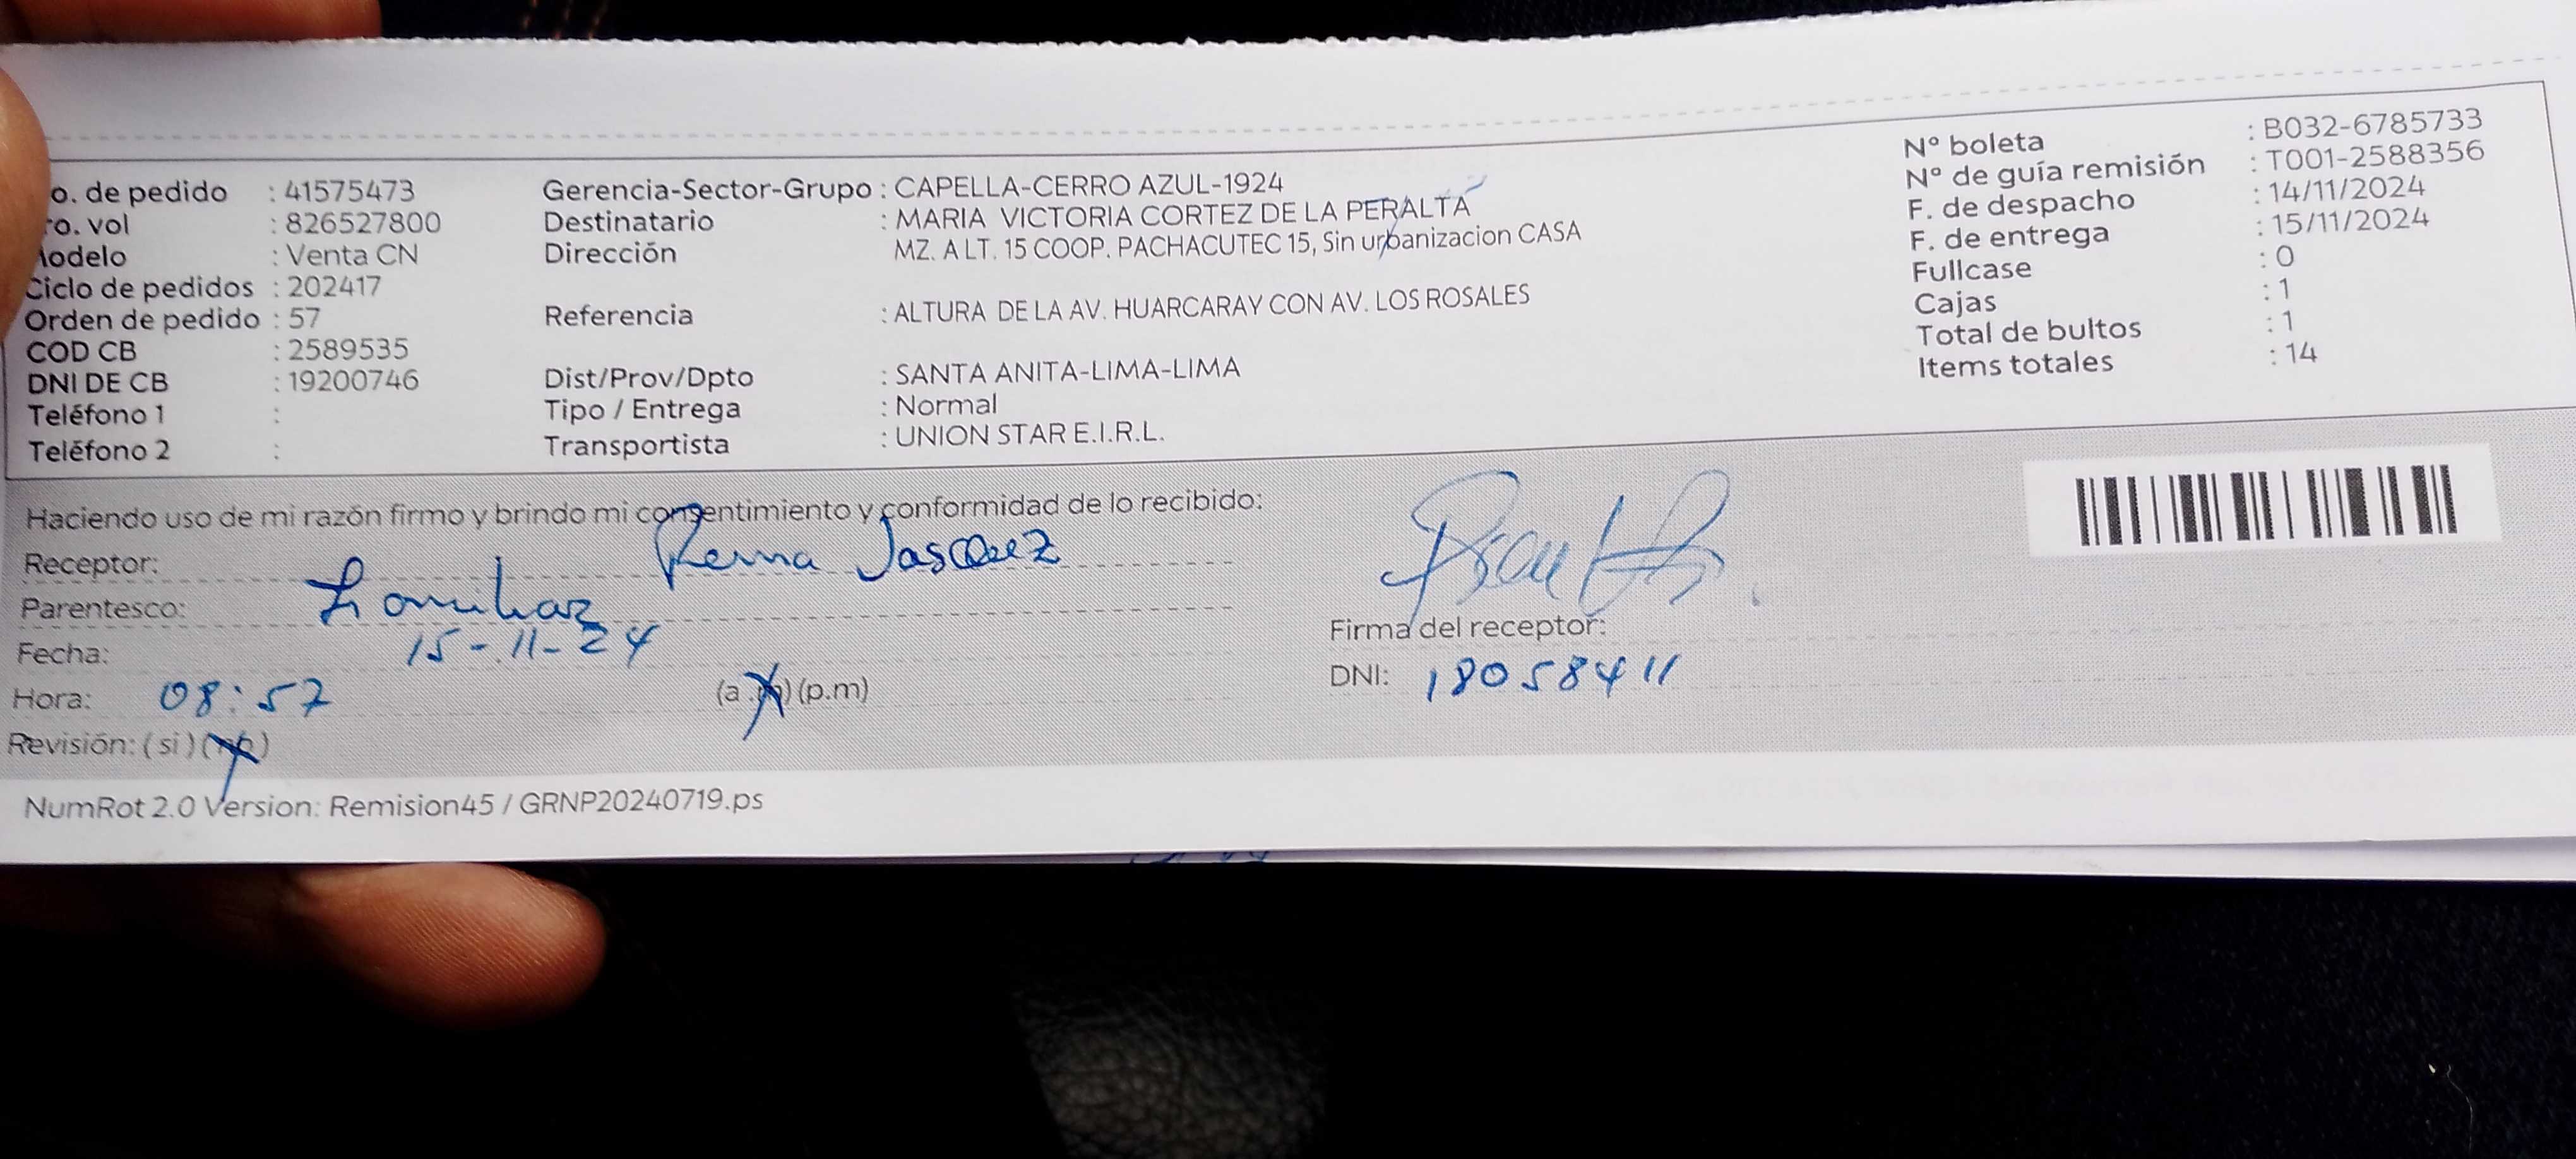 o. de pedido : 41575473
ro. vol : 826527800
Modelo : Venta CN
Ciclo de pedidos : 202417
Orden de pedido : 57
COD CB : 2589535
DNI DE CB : 19200746
Teléfono 1 :
Teléfono 2 :
Gerencia-Sector-Grupo : CAPELLA-CERRO AZUL-1924
Destinatario : MARIA VICTORIA CORTEZ DE LA PERALTA
Dirección MZ. A LT. 15 COOP. PACHACUTEC 15, Sin urbanizacion CASA
Referencia : ALTURA DE LA AV. HUARCARAY CON AV. LOS ROSALES
Dist/Prov/Dpto : SANTA ANITA-LIMA-LIMA
Tipo / Entrega : Normal
Transportista : UNION STAR E.I.R.L.
N° boleta : B032-6785733
N° de guía remisión : T001-2588356
F. de despacho : 14/11/2024
F. de entrega : 15/11/2024
Fullcase : 0
Cajas : 1
Total de bultos : 1
Items totales : 14
Haciendo uso de mi razón firmo y brindo mi consentimiento y conformidad de lo recibido:
Receptor:
Parentesco: Familiar
Fecha: 15-11-24
Hora: 08:57 (a.m) (p.m)
Revisión: (si) (no)
Firma del receptor:
DNI: 18058411
NumRot 2.0 Version: Remision45 / GRNP20240719.ps